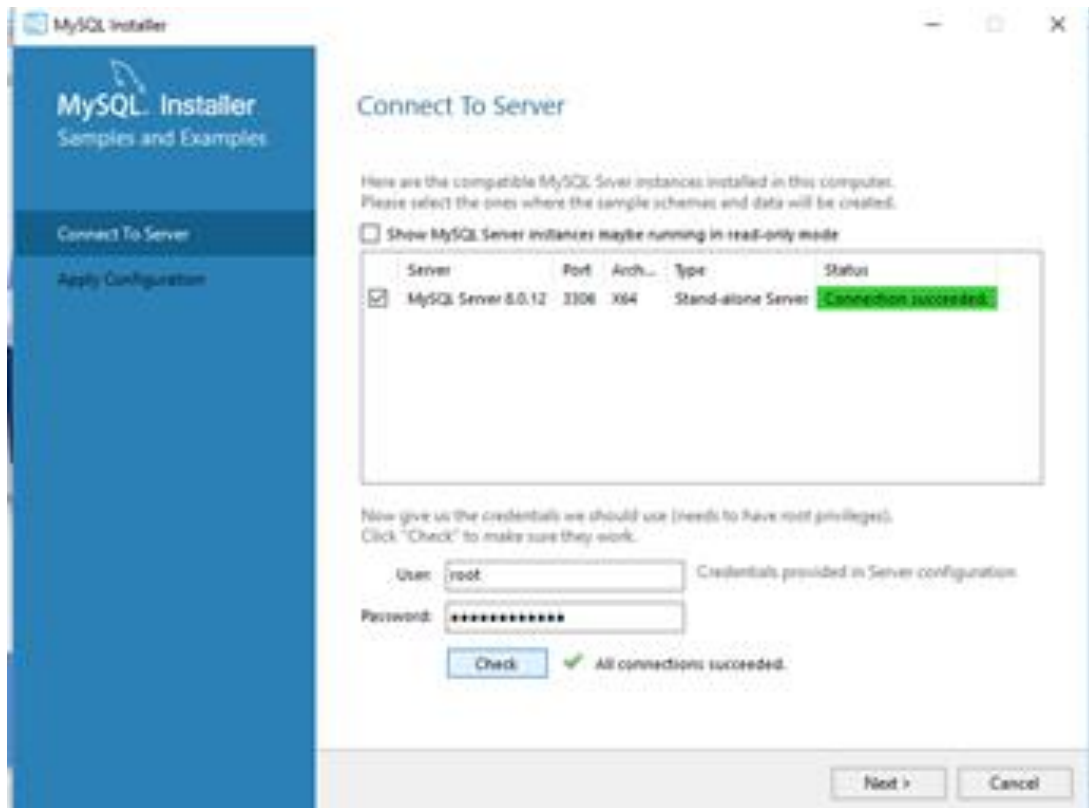 MySQL Installer
MySQL. Installer
Samples and Examples
Connect To Server
Apply Configuration
Connect To Server
Here are the compatible MySQL Srver instances installed in this computer.
Please select the ones where the sample schemas and data will be created.
Show MySQL Server instances maybe running in read-only mode
Server Port Arch... Type Status
MySQL Server 8.0.12 3306 X64 Stand-alone Server Connection succeeded.
Now give us the credentials we should use (needs to have root privileges).
Click "Check" to make sure they work.
User: root Credentials provided in Server configuration
Password: ●●●●●●●●●●●●
Check All connections succeeded.
Next > Cancel